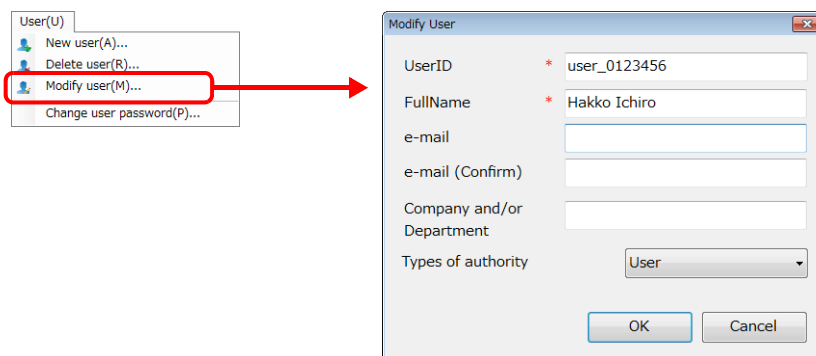 User(U)
New user(A)...
Delete user(R)...
Modify user(M)...
Change user password(P)...
Modify User
UserID * user_0123456
FullName * Hakko Ichiro
e-mail
e-mail (Confirm)
Company and/or
Department
Types of authority User
OK Cancel